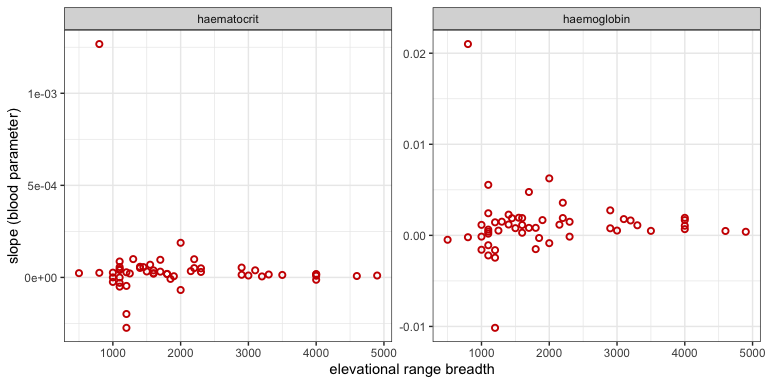 haematocrit
haemoglobin
slope (blood parameter)
1e-03
5e-04
0e+00
0.02
0.01
0.00
-0.01
1000 2000 3000 4000 5000
1000 2000 3000 4000 5000
elevational range breadth